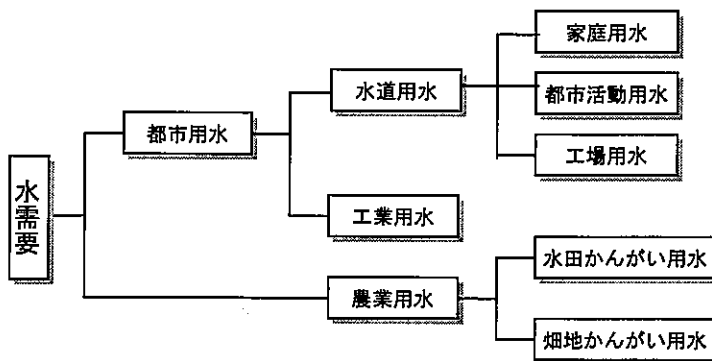 水需要
都市用水
水道用水
家庭用水
都市活動用水
工場用水
工業用水
農業用水
水田かんがい用水
畑地かんがい用水